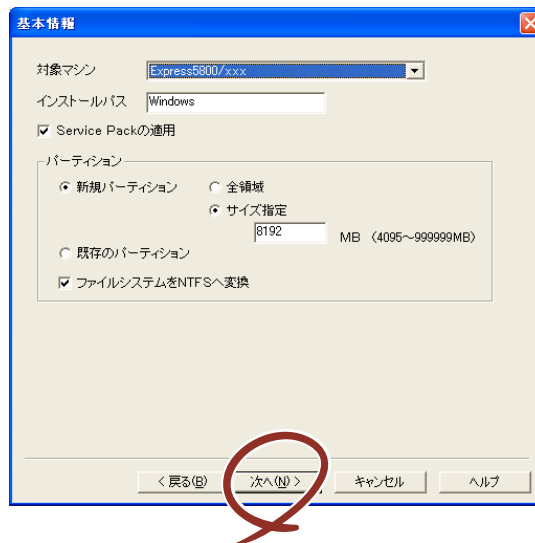 基本情報
対象マシン Express5800/xxx
インストールパス Windows
Service Packの適用
パーティション
新規パーティション 全領域
サイズ指定
8192 MB (4095～999999MB)
既存のパーティション
ファイルシステムをNTFSへ変換
< 戻る(B) 次へ(N) > キャンセル ヘルプ